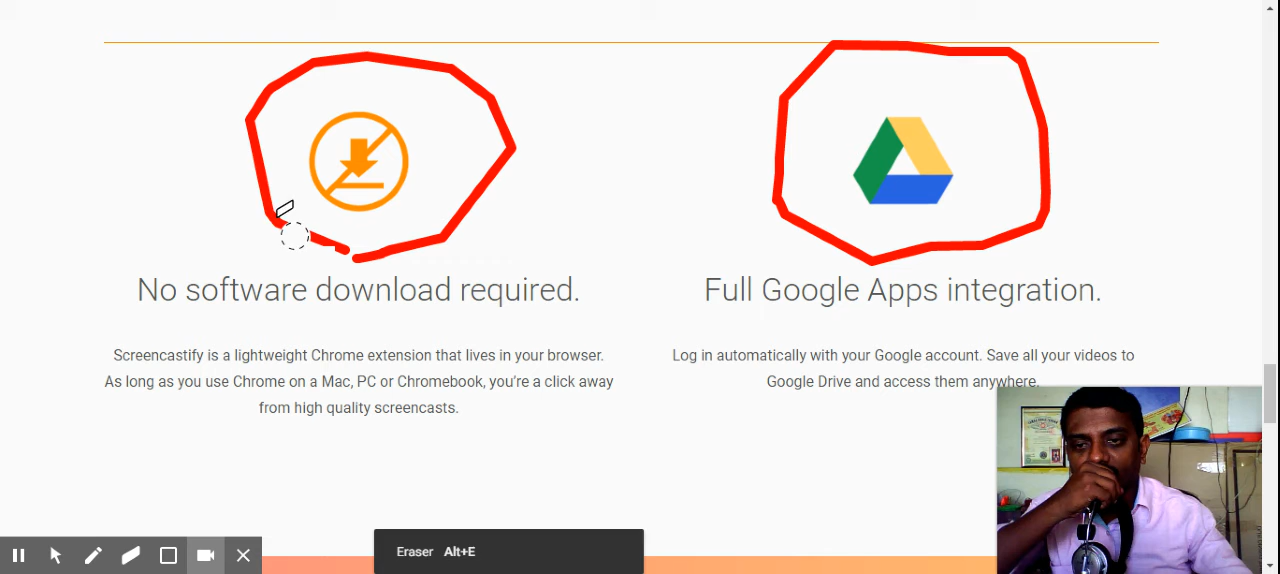 No software download required.
Screencastify is a lightweight Chrome extension that lives in your browser.
As long as you use Chrome on a Mac, PC or Chromebook, you're a click away
from high quality screencasts.
Full Google Apps integration.
Log in automatically with your Google account. Save all your videos to
Google Drive and access them anywhere.
Eraser Alt+E